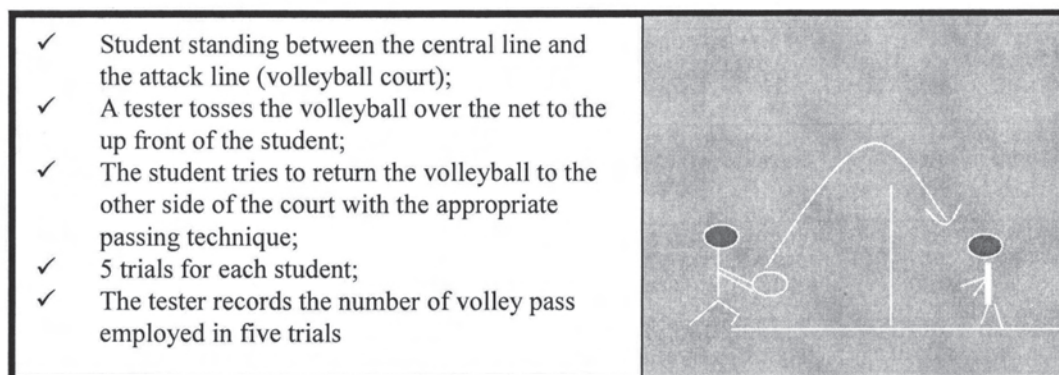 ✓ Student standing between the central line and
the attack line (volleyball court);
✓ A tester tosses the volleyball over the net to the
up front of the student;
✓ The student tries to return the volleyball to the
other side of the court with the appropriate
passing technique;
✓ 5 trials for each student;
✓ The tester records the number of volley pass
employed in five trials